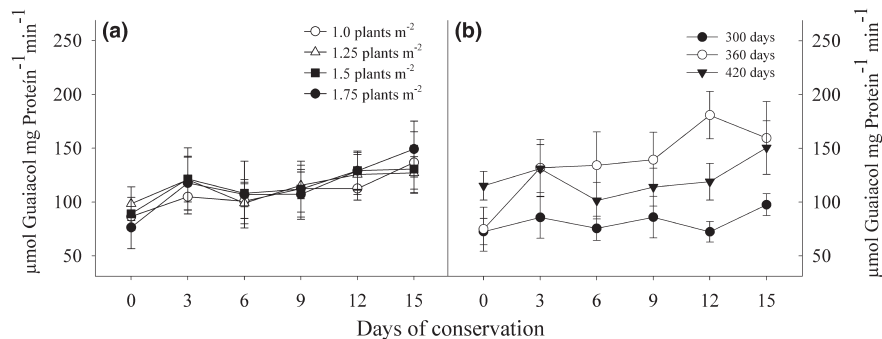 (a)
1.0 plants m⁻²
1.25 plants m⁻²
1.5 plants m⁻²
1.75 plants m⁻²
(b)
300 days
360 days
420 days
µmol Guaiacol mg Proteín⁻¹ min⁻¹
250
200
150
100
50
250
200
150
100
50
µmol Guaiacol mg Proteín⁻¹ min⁻¹
0 3 6 9 12 15 0 3 6 9 12 15
Days of conservation